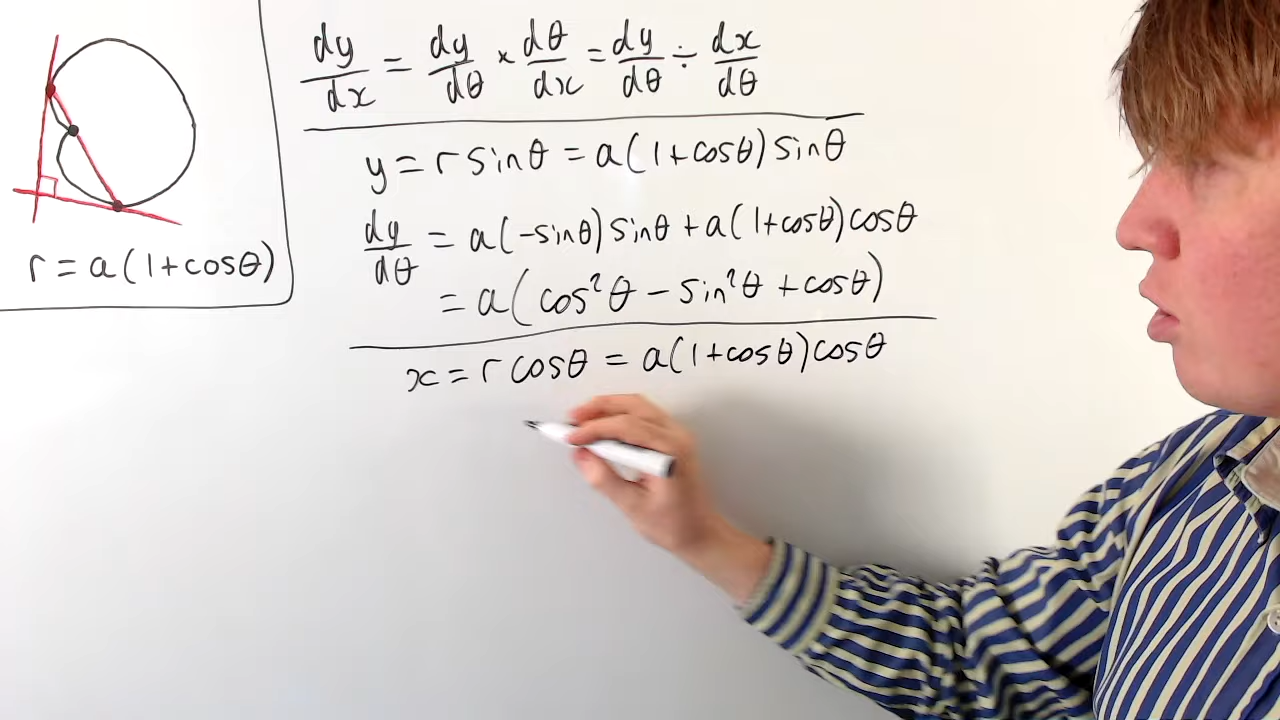 dy/dx = dy/dθ × dθ/dx = dy/dθ ÷ dx/dθ
y = r sinθ = a(1+cosθ) sinθ
dy/dθ = a(-sinθ) sinθ + a(1+cosθ) cosθ
= a(cos²θ - sin²θ + cosθ)
x = r cosθ = a(1+cosθ) cosθ
r = a(1+cosθ)